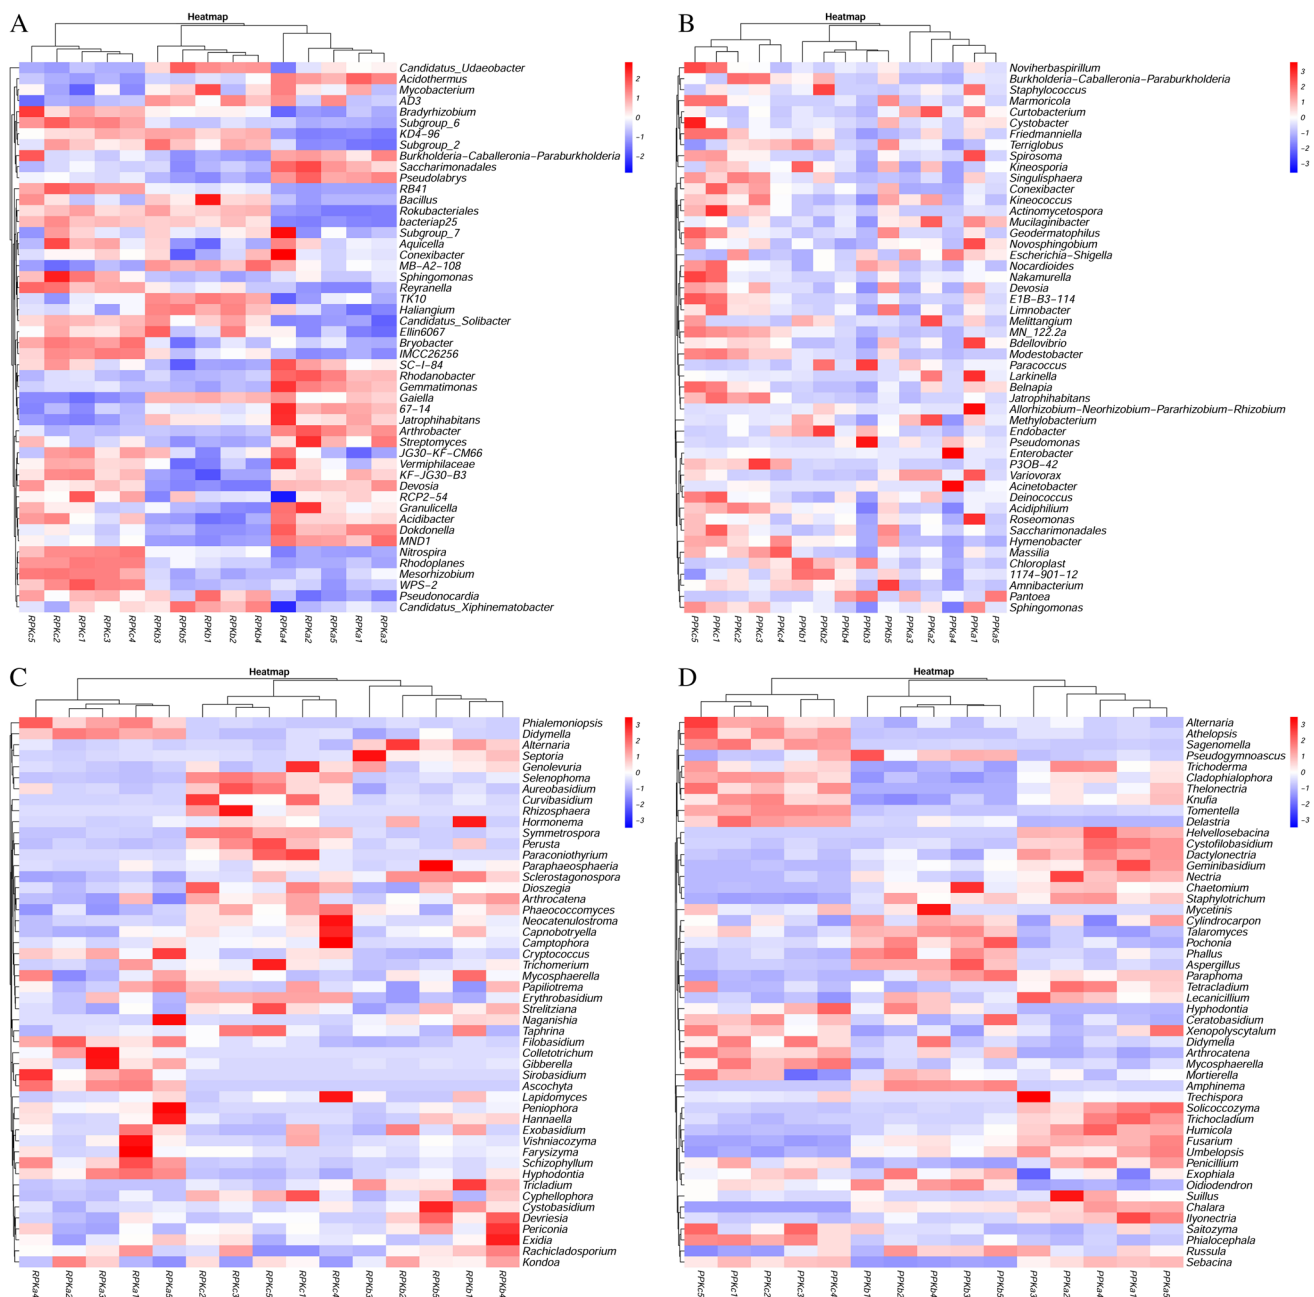 A
Heatmap
Candidatus_Udaeobacter
Acidothermus
Mycobacterium
AD3
Bradyrhizobium
Subgroup_6
KD4-96
Subgroup_2
Burkholderia-Caballeronia-Paraburkholderia
Saccharimonadales
Pseudolabrys
RB41
Bacillus
Rokubacteriales
bacteriap25
Subgroup_7
Aquicella
Conexibacter
MB-A2-108
Sphingomonas
Reyranella
TK10
Haliangium
Candidatus_Solibacter
Ellin6067
Bryobacter
IMCC26256
SC-I-84
Rhodanobacter
Gemmatimonas
Gaiella
67-14
Jatrophihabitans
Arthrobacter
Streptomyces
JG30-KF-CM66
Vermiphilaceae
KF-JG30-B3
Devosia
RCP2-54
Granulicella
Acidibacter
Dokdonella
MND1
Nitrospira
Rhodoplanes
Mesorhizobium
WPS-2
Pseudonocardia
Candidatus_Xiphinematobacter
2
1
0
-1
-2
RPKc5 RPKc2 RPKc1 RPKc3 RPKc4 RPKb3 RPKb5 RPKb1 RPKb2 RPKb4 RPKa4 RPKa2 RPKa5 RPKa1 RPKa3
B
Heatmap
Noviherbaspirillum
Burkholderia-Caballeronia-Paraburkholderia
Staphylococcus
Marmoricola
Curtobacterium
Cystobacter
Friedmanniella
Terriglobus
Spirosoma
Kineosporia
Singulisphaera
Conexibacter
Kineococcus
Actinomycetospora
Mucilaginibacter
Geodermatophilus
Novosphingobium
Escherichia-Shigella
Nocardioides
Nakamurella
Devosia
E1B-B3-114
Limnobacter
Melittangium
MN_122.2a
Bdellovibrio
Modestobacter
Paracoccus
Larkinella
Belnapia
Jatrophihabitans
Allorhizobium-Neorhizobium-Pararhizobium-Rhizobium
Methylobacterium
Endobacter
Pseudomonas
Enterobacter
P3OB-42
Variovorax
Acinetobacter
Deinococcus
Acidiphilium
Roseomonas
Saccharimonadales
Hymenobacter
Massilia
Chloroplast
1174-901-12
Amnibacterium
Pantoea
Sphingomonas
3
2
1
0
-1
-2
-3
PPKc5 PPKc1 PPKc2 PPKc3 PPKc4 PPKb1 PPKb2 PPKb4 PPKb3 PPKb5 PPKa3 PPKa2 PPKa4 PPKa1 PPKa5
C
Heatmap
Phialemoniopsis
Didymella
Alternaria
Septoria
Genolevuria
Selenophoma
Aureobasidium
Curvibasidium
Rhizosphaera
Hormonema
Symmetrospora
Perusta
Paraconiothyrium
Paraphaeosphaeria
Sclerostagonospora
Dioszegia
Arthrocatena
Phaeococcomyces
Neocatenulostroma
Capnobotryella
Camptophora
Cryptococcus
Trichomerium
Mycosphaerella
Papiliotrema
Erythrobasidium
Strelitziana
Naganishia
Taphrina
Filobasidium
Colletotrichum
Gibberella
Sirobasidium
Ascochyta
Lapidomyces
Peniophora
Hannaella
Exobasidium
Vishniacozyma
Farysizyma
Schizophyllum
Hyphodontia
Tricladium
Cyphellophora
Cystobasidium
Devriesia
Periconia
Exidia
Rachicladosporium
Kondoa
3
2
1
0
-1
-2
-3
RPKa4 RPKa2 RPKa3 RPKa1 RPKa5 RPKc2 RPKc3 RPKc5 RPKc1 RPKc4 RPKb3 RPKb2 RPKb5 RPKb1 RPKb4
D
Heatmap
Alternaria
Athelopsis
Sagenomella
Pseudogymnoascus
Trichoderma
Cladophialophora
Thelonectria
Knufia
Tomentella
Delastria
Helvellosebacina
Cystofilobasidium
Dactylonectria
Geminibasidium
Nectria
Chaetomium
Staphylotrichum
Mycetinis
Cylindrocarpon
Talaromyces
Pochonia
Phallus
Aspergillus
Paraphoma
Tetracladium
Lecanicillium
Hyphodontia
Ceratobasidium
Xenopolyscytalum
Didymella
Arthrocatena
Mycosphaerella
Mortierella
Amphinema
Trechispora
Solicoccozyma
Trichocladium
Humicola
Fusarium
Umbelopsis
Penicillium
Exophiala
Oidiodendron
Suillus
Chalara
Ilyonectria
Saitozyma
Phialocephala
Russula
Sebacina
3
2
1
0
-1
-2
-3
PPKc5 PPKc1 PPKc2 PPKc3 PPKc4 PPKb1 PPKb2 PPKb4 PPKb3 PPKb5 PPKa3 PPKa2 PPKa4 PPKa1 PPKa5